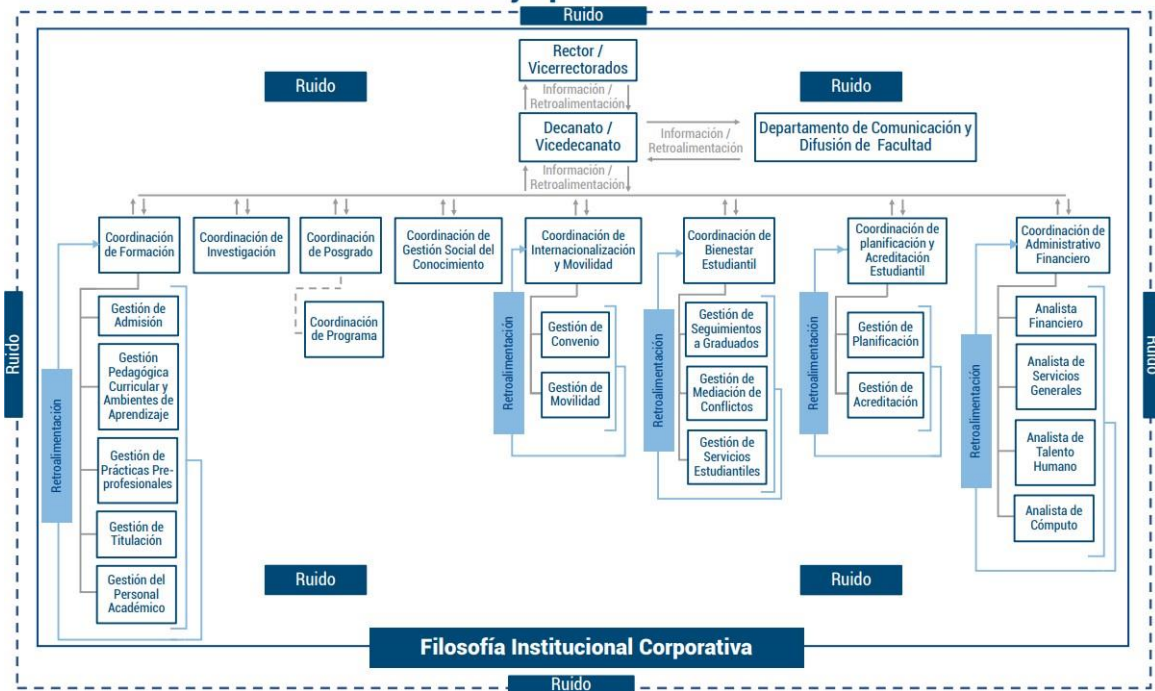 Ruido
Rector /
Vicerrectorados
Ruido
Ruido
Información /
Retroalimentación
Decanato /
Vicedecanato
Información /
Retroalimentación
Departamento de Comunicación y
Difusión de Facultad
Información /
Retroalimentación
Coordinación
de Formación
Coordinación de
Investigación
Coordinación
de Posgrado
Coordinación de
Gestión Social del
Conocimiento
Coordinación de
Internacionalización
y Movilidad
Coordinación de
Bienestar
Estudiantil
Coordinación de
planificación y
Acreditación
Estudiantil
Coordinación de
Administrativo
Financiero
Ruido
Retroalimentación
Gestión de
Admisión
Gestión
Pedagógica
Curricular y
Ambientes de
Aprendizaje
Gestión de
Prácticas Pre-
profesionales
Gestión de
Titulación
Gestión del
Personal
Académico
Coordinación
de Programa
Retroalimentación
Gestión de
Convenio
Gestión de
Movilidad
Retroalimentación
Gestión de
Seguimientos
a Graduados
Gestión de
Mediación de
Conflictos
Gestión de
Servicios
Estudiantiles
Retroalimentación
Gestión de
Planificación
Gestión de
Acreditación
Retroalimentación
Analista
Financiero
Analista de
Servicios
Generales
Analista de
Talento
Humano
Analista de
Cómputo
Ruido
Ruido
Ruido
Filosofía Institucional Corporativa
Ruido